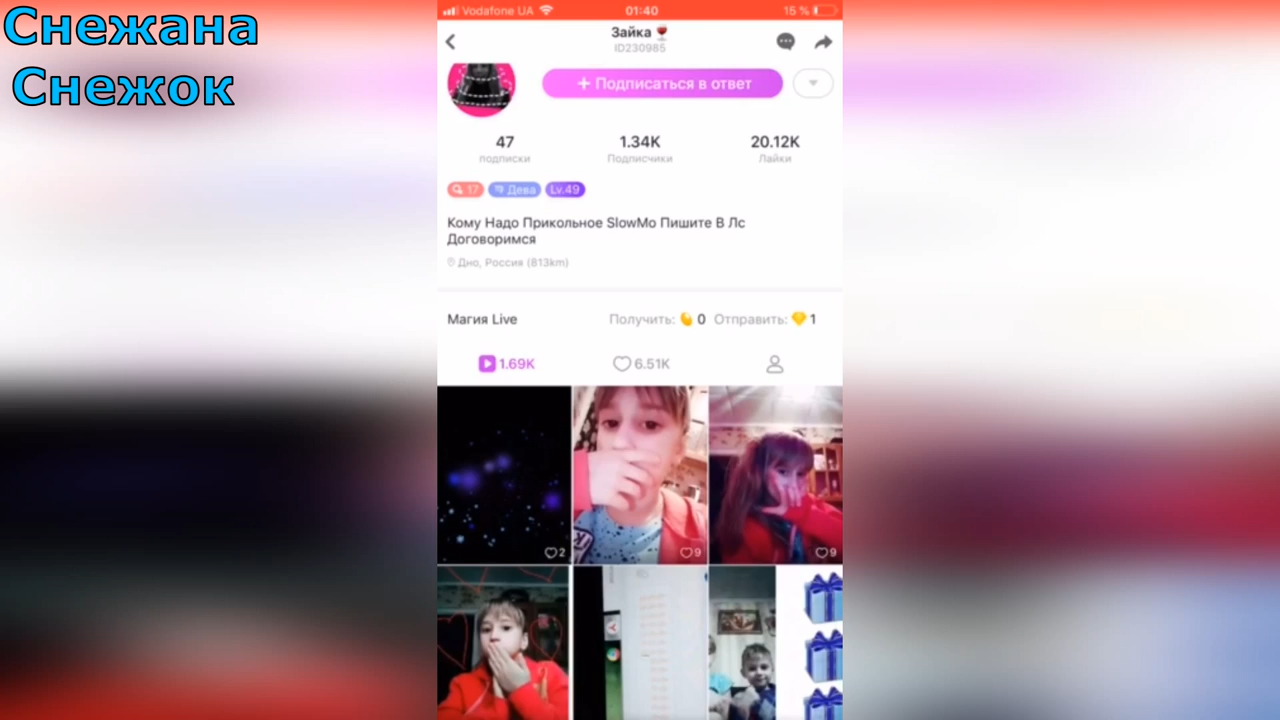 Снежана
Снежок
Vodafone UA 01:40 15 %
Зайка
ID230985
+ Подписаться в ответ
47 1.34K 20.12K
подписки Подписчики Лайки
17 Дева Lv.49
Кому Надо Прикольное SlowMo Пишите В Лс
Договоримся
Дно, Россия (813km)
Магия Live Получить: 0 Отправить: 1
1.69K 6.51K
2 9 9